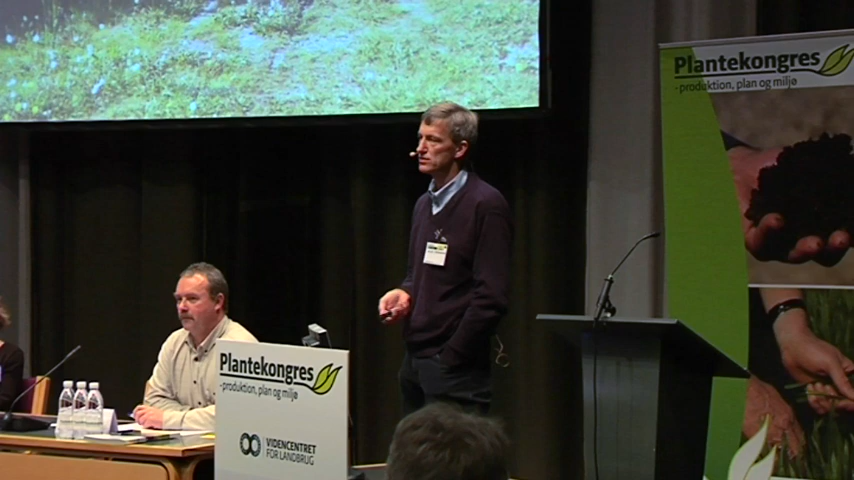 Plantekongres
- produktion, plan og miljø
Plantekongres
- produktion, plan og miljø
VIDENCENTRET
FOR LANDBRUG